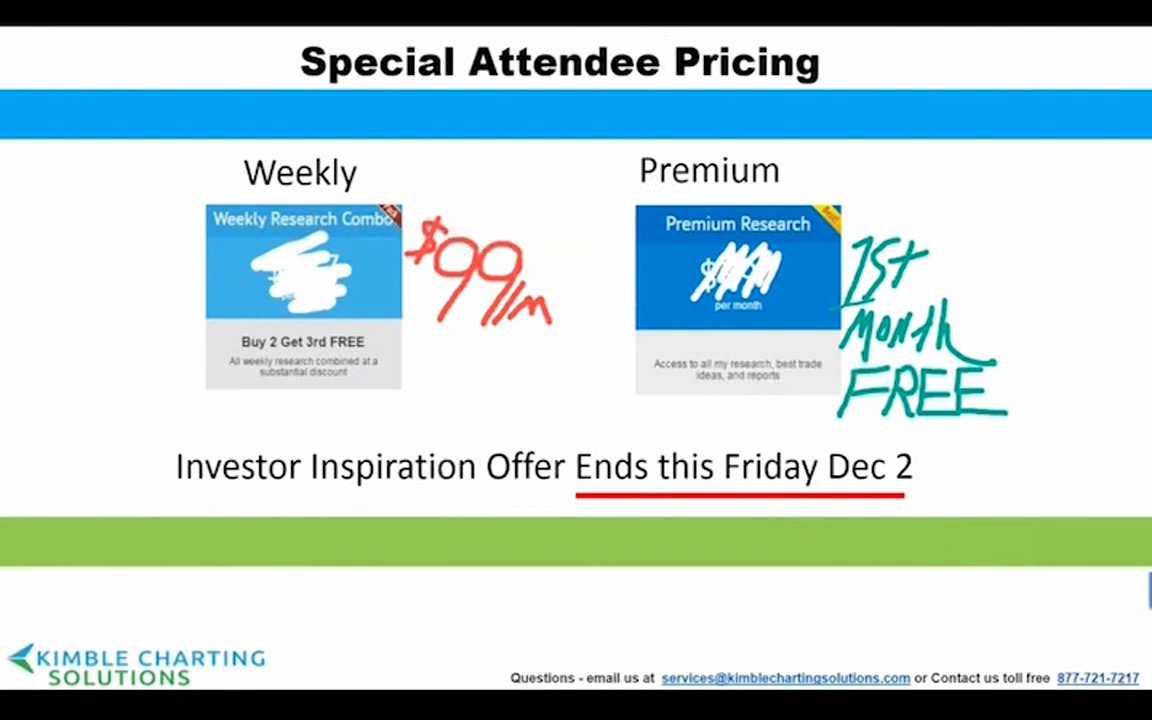 Special Attendee Pricing
Weekly
Premium
Weekly Research Combo
$99/m
Buy 2 Get 3rd FREE
All weekly research combined at a
substantial discount
Premium Research
Best!
$
per month
Access to all my research, best trade
ideas, and reports
1st
MONTH
FREE
Investor Inspiration Offer Ends this Friday Dec 2
KIMBLE CHARTING
SOLUTIONS
Questions - email us at services@kimblechartingsolutions.com or Contact us toll free 877-721-7217